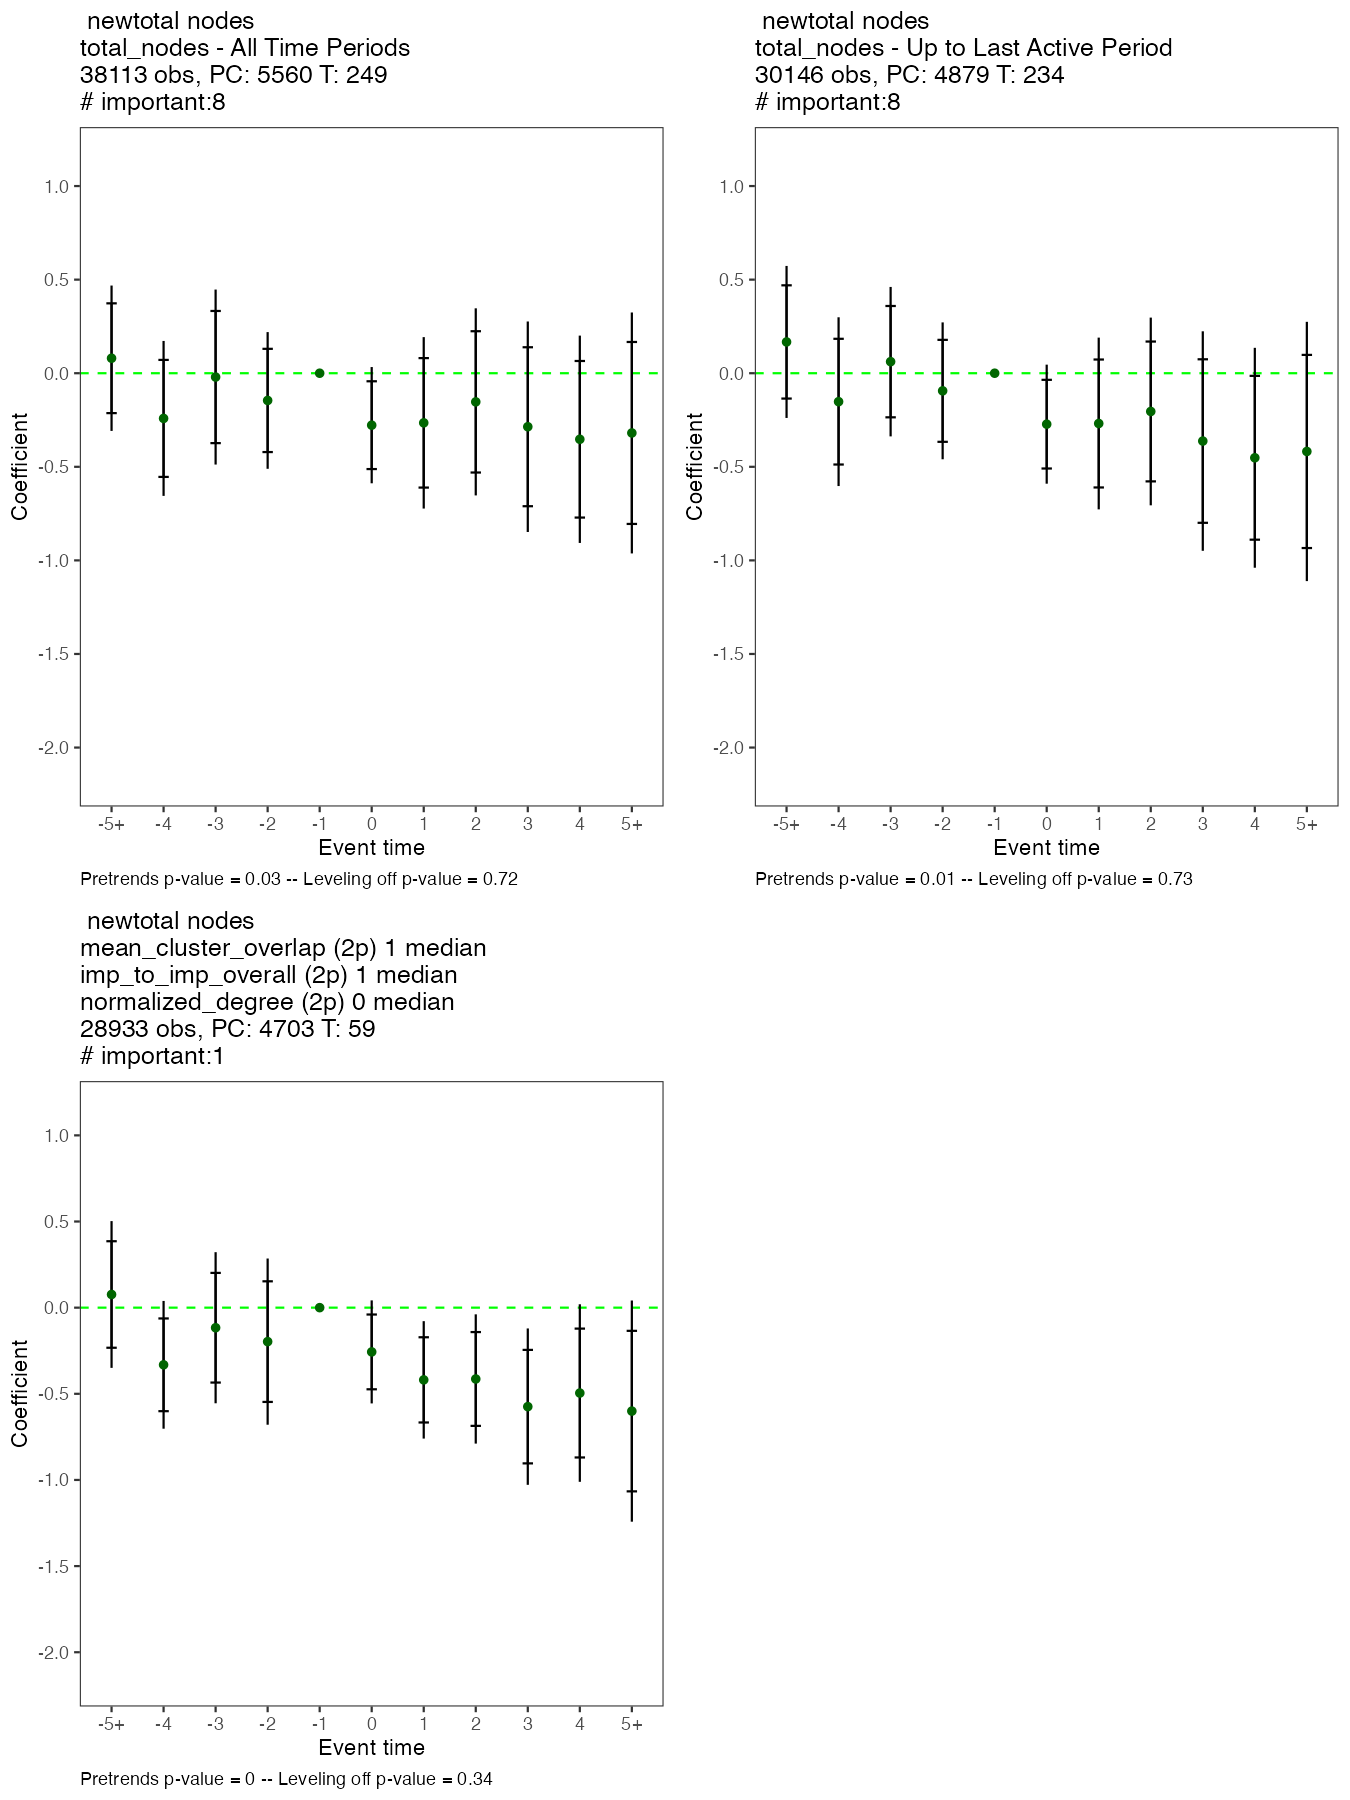 newtotal nodes
total_nodes - All Time Periods
38113 obs, PC: 5560 T: 249
# important:8
1.0
0.5
0.0
-0.5
-1.0
-1.5
-2.0
Coefficient
-5+ -4 -3 -2 -1 0 1 2 3 4 5+
Event time
Pretrends p-value = 0.03 -- Leveling off p-value = 0.72
newtotal nodes
total_nodes - Up to Last Active Period
30146 obs, PC: 4879 T: 234
# important:8
1.0
0.5
0.0
-0.5
-1.0
-1.5
-2.0
Coefficient
-5+ -4 -3 -2 -1 0 1 2 3 4 5+
Event time
Pretrends p-value = 0.01 -- Leveling off p-value = 0.73
newtotal nodes
mean_cluster_overlap (2p) 1 median
imp_to_imp_overall (2p) 1 median
normalized_degree (2p) 0 median
28933 obs, PC: 4703 T: 59
# important:1
1.0
0.5
0.0
-0.5
-1.0
-1.5
-2.0
Coefficient
-5+ -4 -3 -2 -1 0 1 2 3 4 5+
Event time
Pretrends p-value = 0 -- Leveling off p-value = 0.34